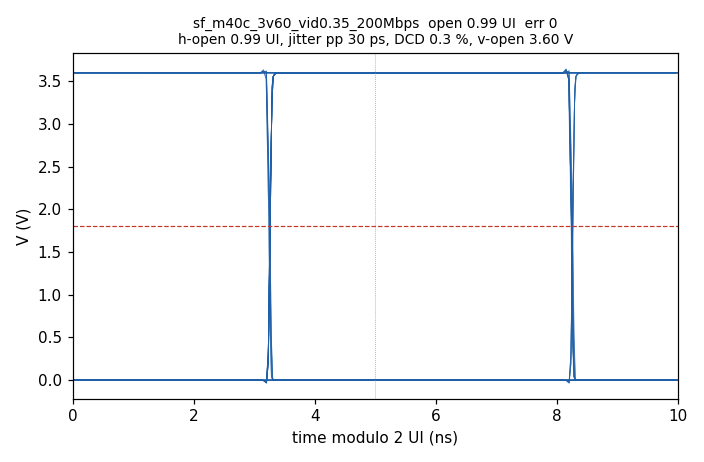 sf_m40c_3v60_vid0.35_200Mbps  open 0.99 UI  err 0
h-open 0.99 UI, jitter pp 30 ps, DCD 0.3 %, v-open 3.60 V
3.5
3.0
2.5
2.0
1.5
1.0
0.5
0.0
V (V)
0 2 4 6 8 10
time modulo 2 UI (ns)